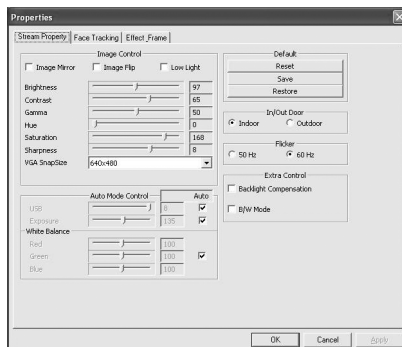 Properties
Stream Property Face Tracking Effect_Frame
Image Control
Image Mirror Image Flip Low Light
Brightness 97
Contrast 65
Gamma 50
Hue 0
Saturation 168
Sharpness 8
VGA SnapSize 640x480
Auto Mode Control Auto
USB 8
Exposure 135
White Balance
Red 100
Green 100
Blue 100
Default
Reset
Save
Restore
In/Out Door
Indoor Outdoor
Flicker
50 Hz 60 Hz
Extra Control
Backlight Compensation
B/W Mode
OK Cancel Apply